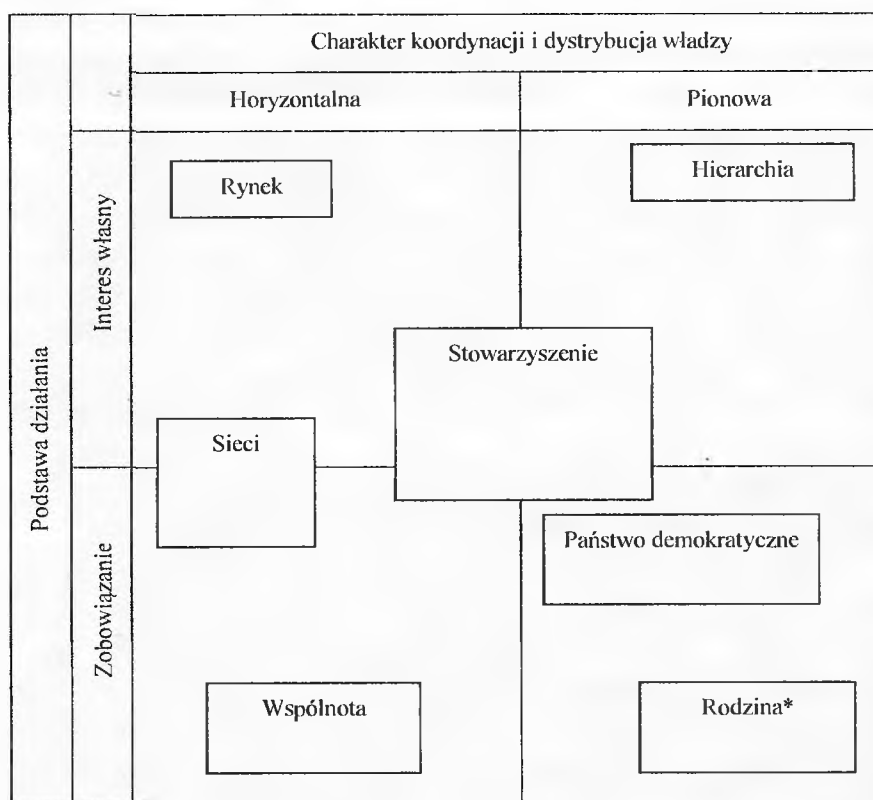 Charakter koordynacji i dystrybucja władzy
Horyzontalna
Pionowa
Podstawa działania
Interes własny
Rynek
Hierarchia
Stowarzyszenie
Sieci
Zobowiązanie
Państwo demokratyczne
Wspólnota
Rodzina*